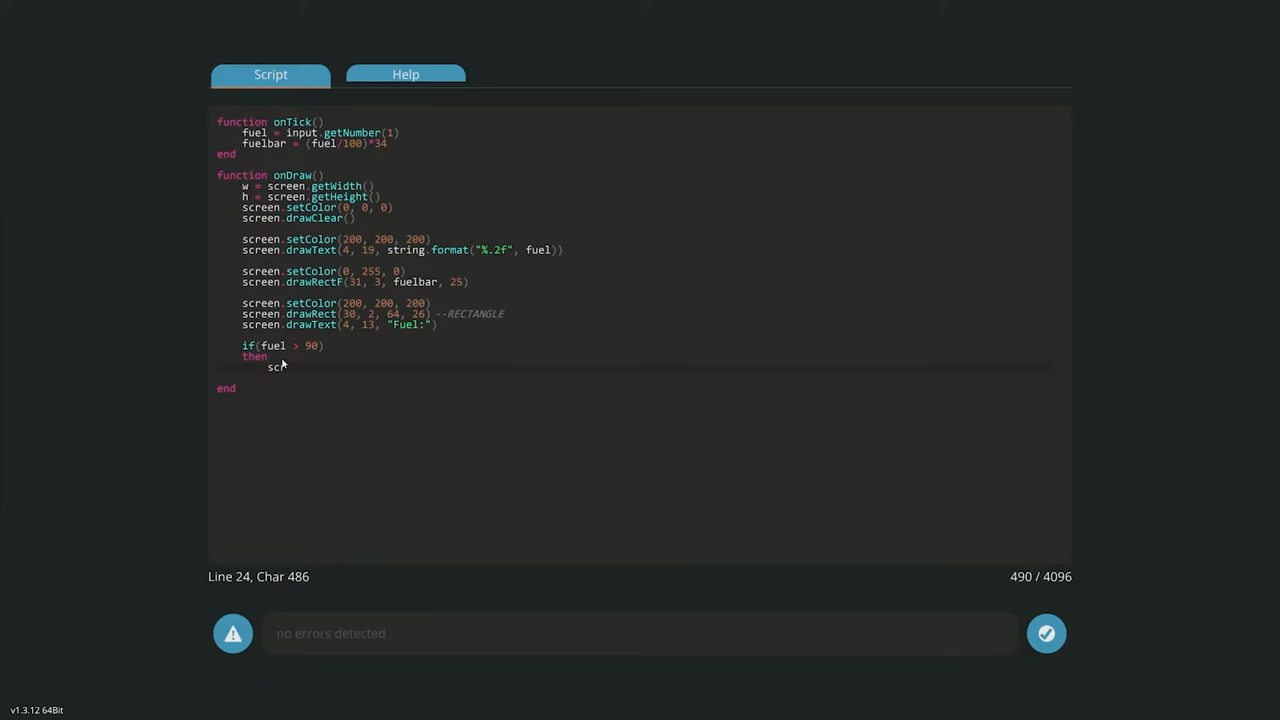 Script
Help
function onTick()
    fuel = input.getNumber(1)
    fuelbar = (fuel/100)*34
end
function onDraw()
    w = screen.getWidth()
    h = screen.getHeight()
    screen.setColor(0, 0, 0)
    screen.drawClear()
    screen.setColor(200, 200, 200)
    screen.drawText(4, 19, string.format("%.2f", fuel))
    screen.setColor(0, 255, 0)
    screen.drawRectF(31, 3, fuelbar, 25)
    screen.setColor(200, 200, 200)
    screen.drawRect(30, 2, 64, 26) --RECTANGLE
    screen.drawText(4, 13, "Fuel:")
    if(fuel > 90)
    then
        scr
end
Line 24, Char 486
490 / 4096
no errors detected
v1.3.12 64Bit